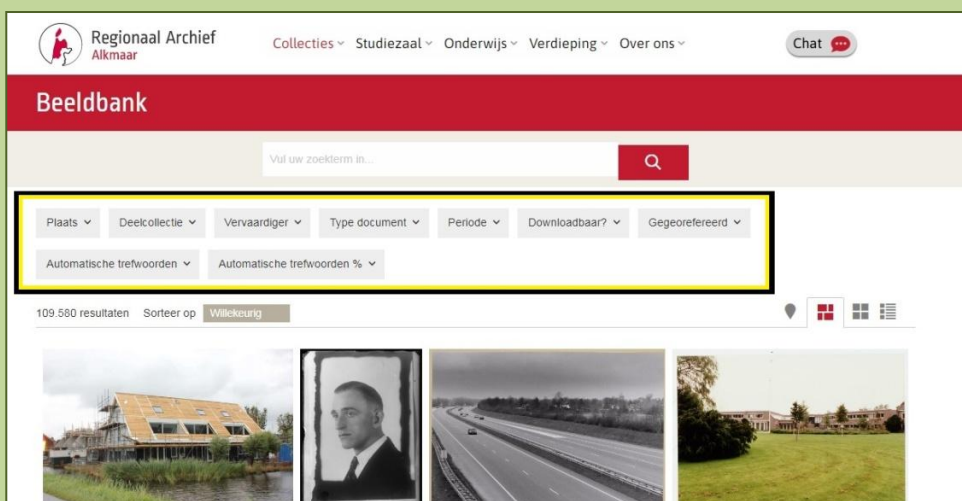 Regionaal Archief
Alkmaar
Collecties Studiezaal Onderwijs Verdieping Over ons
Chat
Beeldbank
Vul uw zoekterm in...
Plaats Deelcollectie Vervaardiger Type document Periode Downloadbaar? Gegeorefereerd
Automatische trefwoorden Automatische trefwoorden %
109.580 resultaten Sorteer op Willekeurig